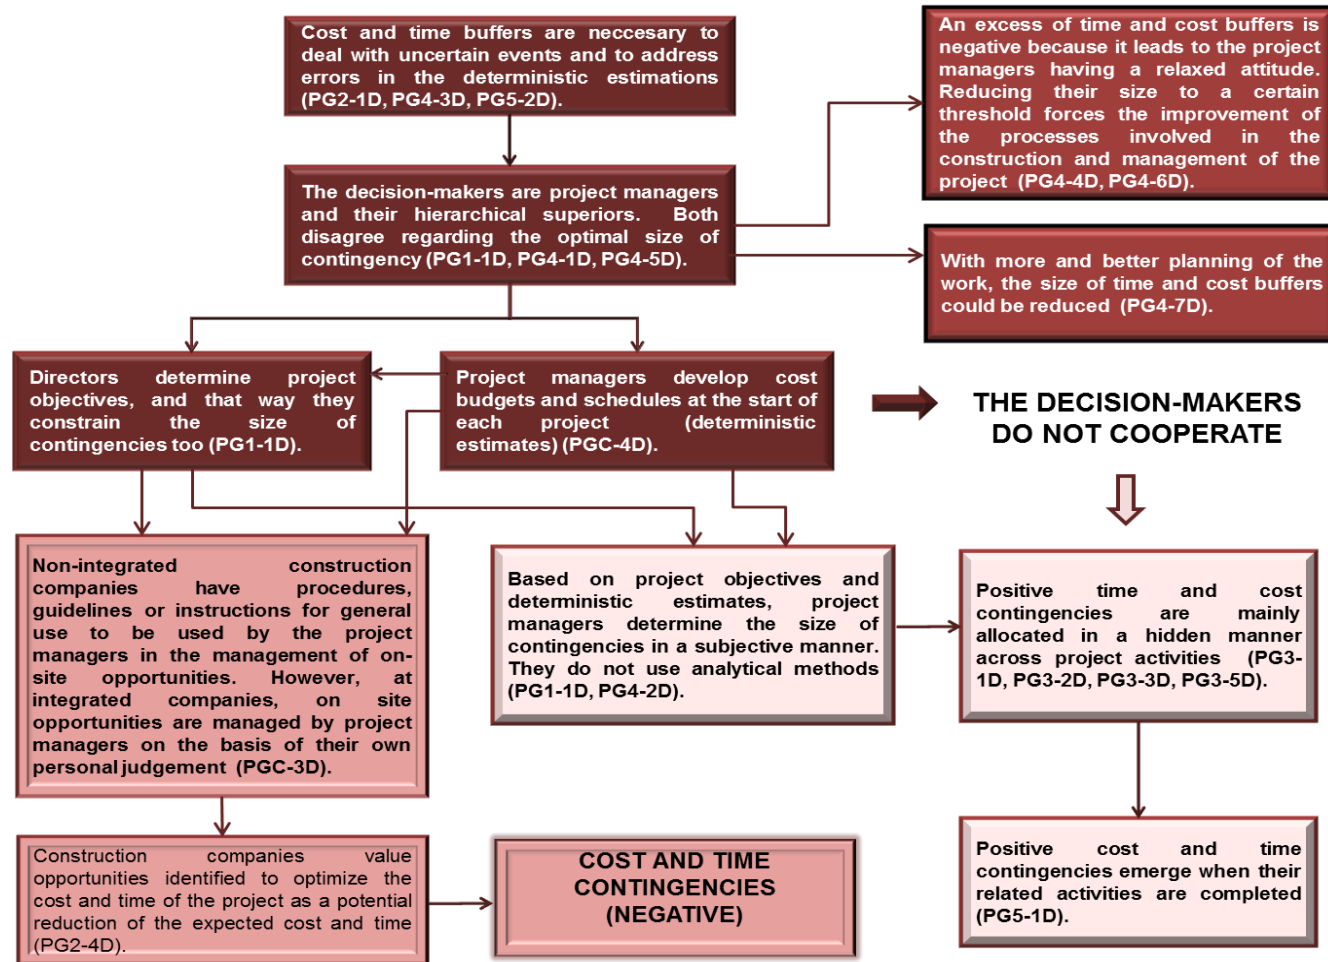 Cost and time buffers are neccesary to
deal with uncertain events and to address
errors in the deterministic estimations
(PG2-1D, PG4-3D, PG5-2D).
An excess of time and cost buffers is
negative because it leads to the project
managers having a relaxed attitude.
Reducing their size to a certain
threshold forces the improvement of
the processes involved in the
construction and management of the
project (PG4-4D, PG4-6D).
The decision-makers are project managers
and their hierarchical superiors. Both
disagree regarding the optimal size of
contingency (PG1-1D, PG4-1D, PG4-5D).
With more and better planning of the
work, the size of time and cost buffers
could be reduced (PG4-7D).
Directors determine project
objectives, and that way they
constrain the size of
contingencies too (PG1-1D).
Project managers develop cost
budgets and schedules at the start of
each project (deterministic
estimates) (PGC-4D).
THE DECISION-MAKERS
DO NOT COOPERATE
Non-integrated construction
companies have procedures,
guidelines or instructions for general
use to be used by the project
managers in the management of on-
site opportunities. However, at
integrated companies, on site
opportunities are managed by project
managers on the basis of their own
personal judgement (PGC-3D).
Based on project objectives and
deterministic estimates, project
managers determine the size of
contingencies in a subjective manner.
They do not use analytical methods
(PG1-1D, PG4-2D).
Positive time and cost
contingencies are mainly
allocated in a hidden manner
across project activities (PG3-
1D, PG3-2D, PG3-3D, PG3-5D).
Construction companies value
opportunities identified to optimize the
cost and time of the project as a potential
reduction of the expected cost and time
(PG2-4D).
COST AND TIME
CONTINGENCIES
(NEGATIVE)
Positive cost and time
contingencies emerge when their
related activities are completed
(PG5-1D).